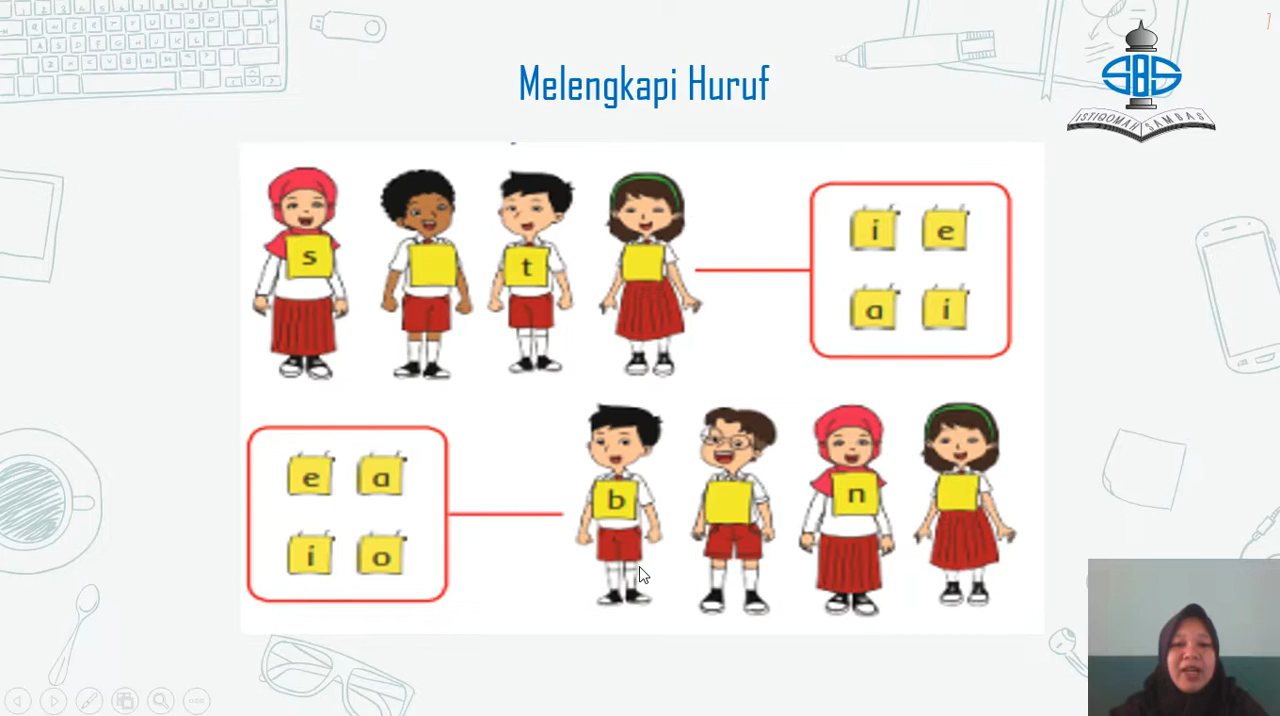 Melengkapi Huruf
SBS
ISTIQOMAH SAMBAS
s t
i e
a i
e a
i o
b n